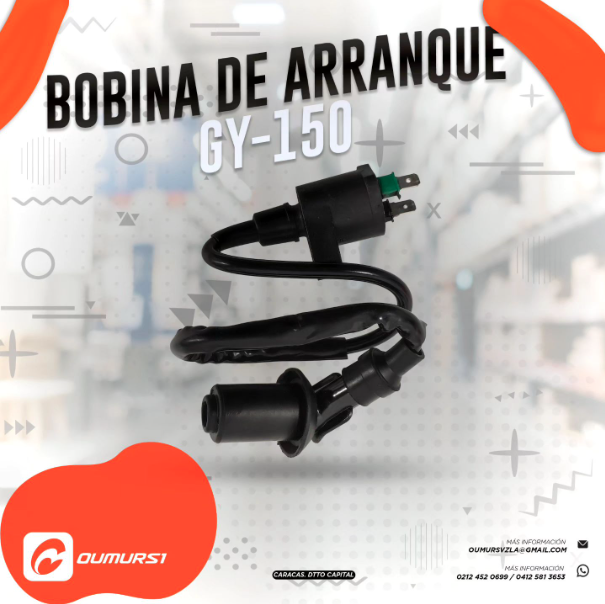 BOBINA DE ARRANQUE
GY-150
OUMURS1
CARACAS. DTTO CAPITAL
MÁS INFORMACIÓN
OUMURSVZLA@GMAIL.COM
MÁS INFORMACIÓN
0212 452 0699 / 0412 581 3653